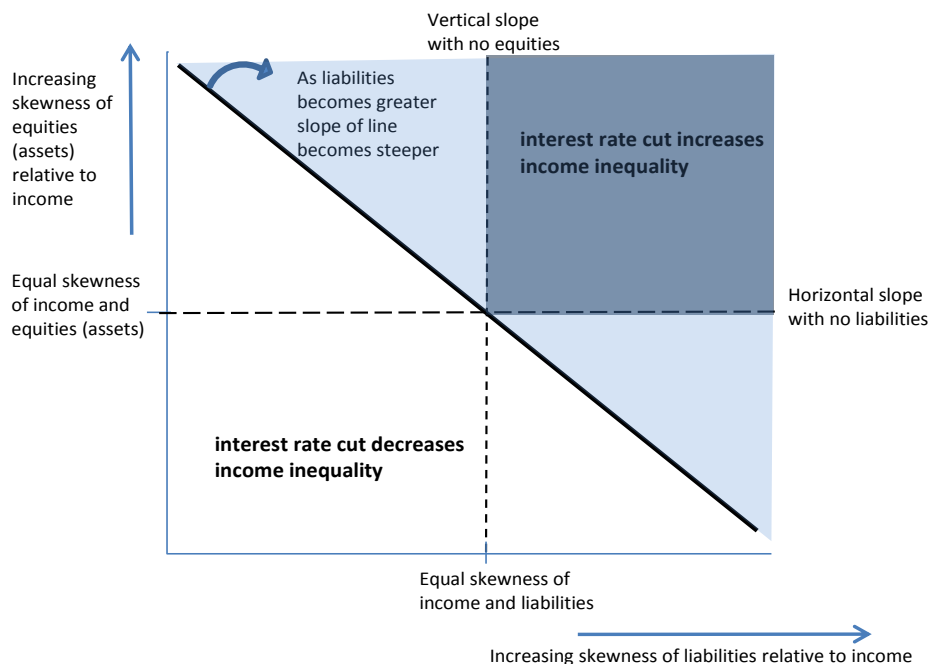 Vertical slope
with no equities
Increasing
skewness of
equities
(assets)
relative to
income
As liabilities
becomes greater
slope of line
becomes steeper
interest rate cut increases
income inequality
Equal skewness
of income and
equities (assets)
Horizontal slope
with no liabilities
interest rate cut decreases
income inequality
Equal skewness of
income and liabilities
Increasing skewness of liabilities relative to income